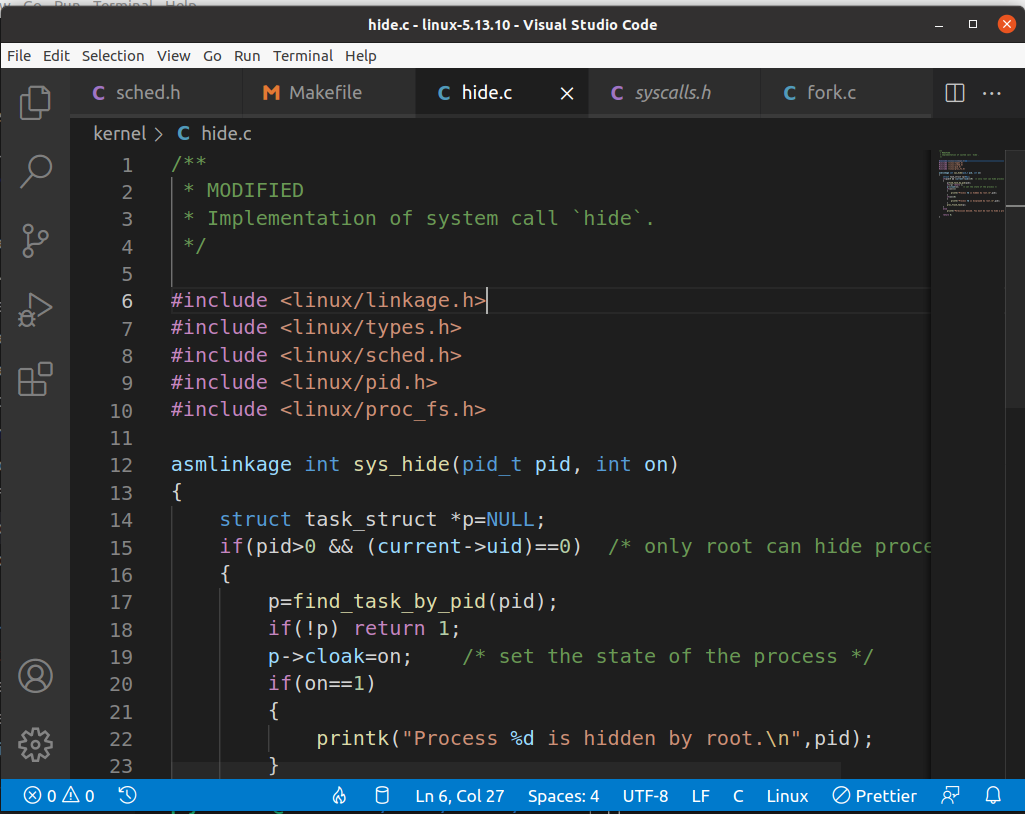 hide.c - linux-5.13.10 - Visual Studio Code
File Edit Selection View Go Run Terminal Help
C sched.h M Makefile C hide.c C syscalls.h C fork.c
kernel > C hide.c
1 /**
2 * MODIFIED
3 * Implementation of system call `hide`.
4 */
5
6 #include <linux/linkage.h>
7 #include <linux/types.h>
8 #include <linux/sched.h>
9 #include <linux/pid.h>
10 #include <linux/proc_fs.h>
11
12 asmlinkage int sys_hide(pid_t pid, int on)
13 {
14 struct task_struct *p=NULL;
15 if(pid>0 && (current->uid)==0) /* only root can hide proce
16 {
17 p=find_task_by_pid(pid);
18 if(!p) return 1;
19 p->cloak=on; /* set the state of the process */
20 if(on==1)
21 {
22 printk("Process %d is hidden by root.\n",pid);
23 }
0 0 Ln 6, Col 27 Spaces: 4 UTF-8 LF C Linux Prettier